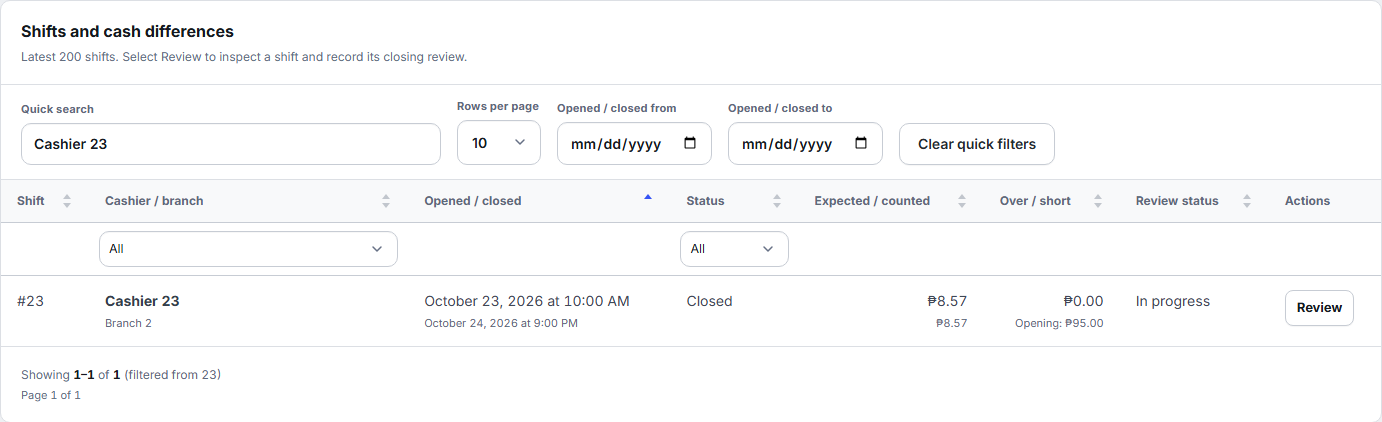 Shifts and cash differences
Latest 200 shifts. Select Review to inspect a shift and record its closing review.
Quick search
Rows per page
Opened / closed from
Opened / closed to
Cashier 23
10
mm/dd/yyyy
mm/dd/yyyy
Clear quick filters
Shift
Cashier / branch
Opened / closed
Status
Expected / counted
Over / short
Review status
Actions
All
All
#23
Cashier 23
Branch 2
October 23, 2026 at 10:00 AM
October 24, 2026 at 9:00 PM
Closed
₱8.57
₱8.57
₱0.00
Opening: ₱95.00
In progress
Review
Showing 1–1 of 1 (filtered from 23)
Page 1 of 1